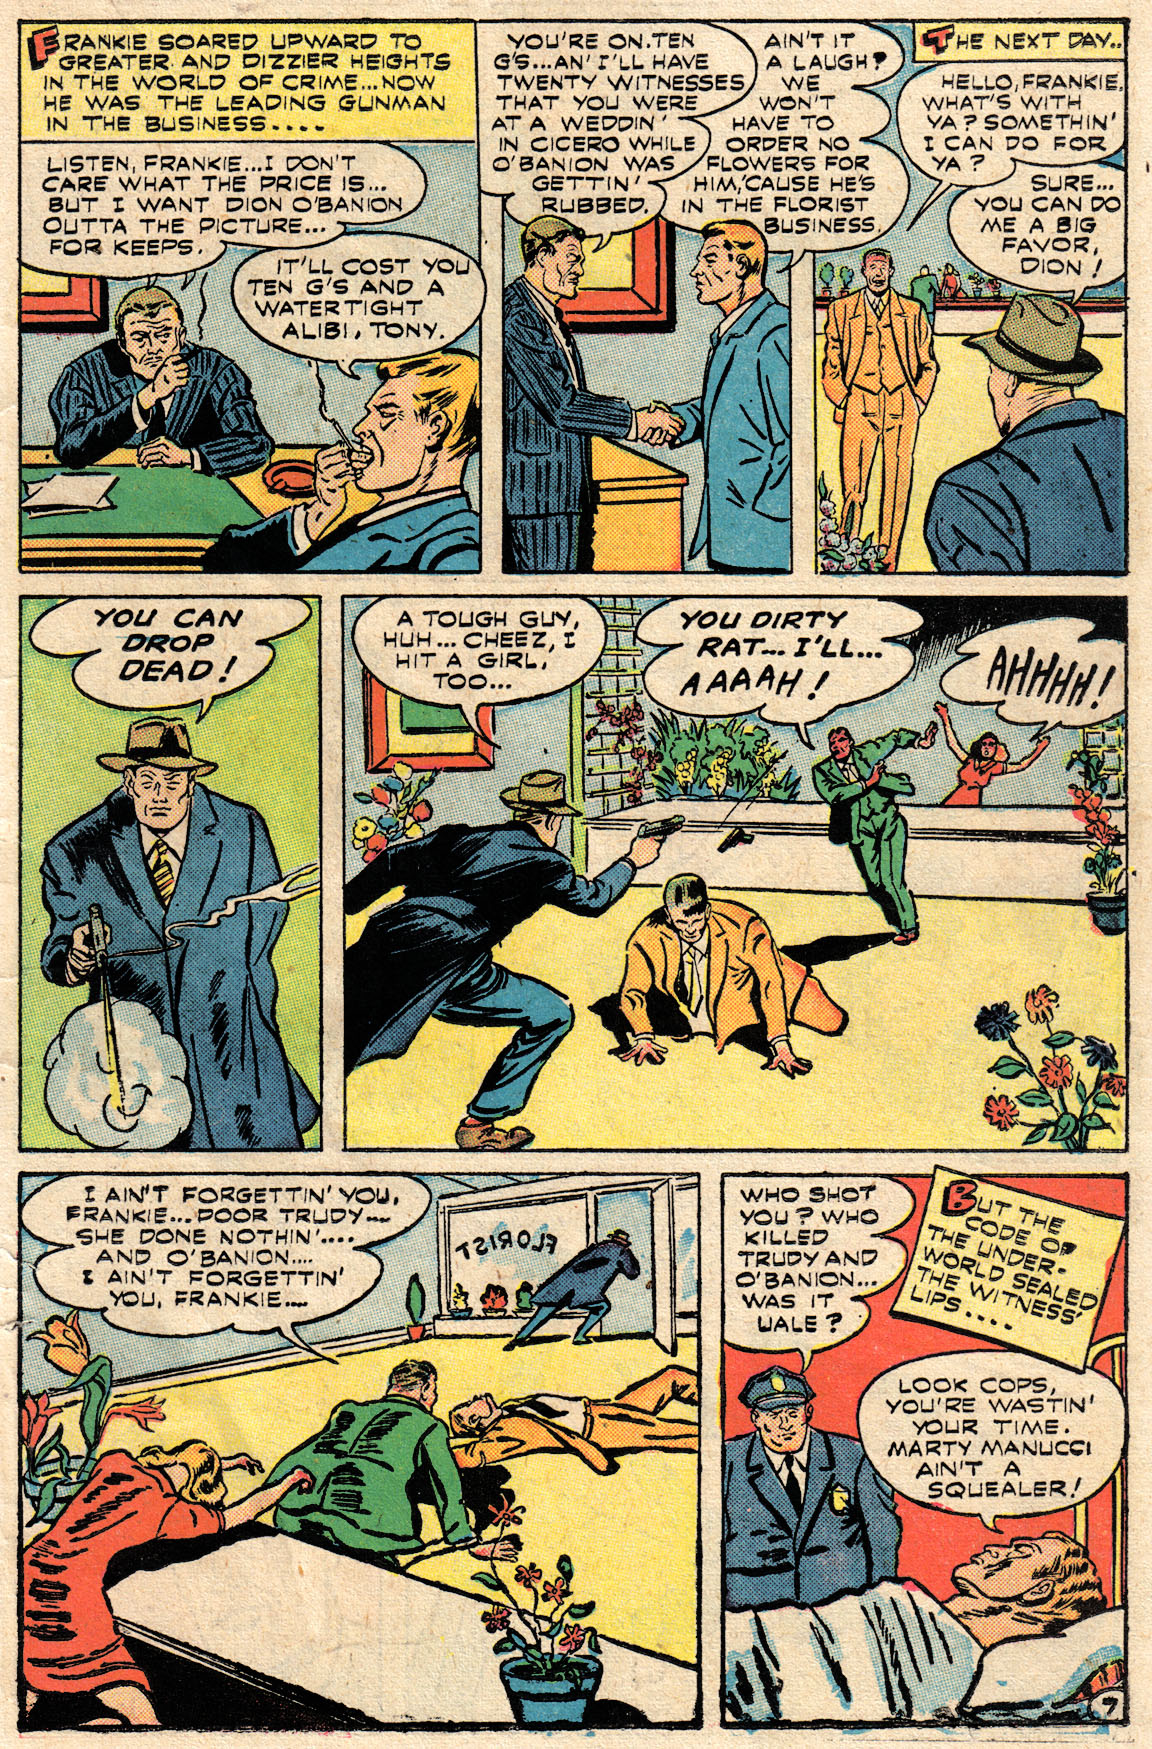 FRANKIE SOARED UPWARD TO
GREATER AND DIZZIER HEIGHTS
IN THE WORLD OF CRIME...NOW
HE WAS THE LEADING GUNMAN
IN THE BUSINESS....
LISTEN, FRANKIE...I DON'T
CARE WHAT THE PRICE IS...
BUT I WANT DION O'BANION
OUTTA THE PICTURE...
FOR KEEPS.
IT'LL COST YOU
TEN G'S AND A
WATERTIGHT
ALIBI, TONY.
YOU'RE ON. TEN
G'S...AN' I'LL HAVE
TWENTY WITNESSES
THAT YOU WERE
AT A WEDDIN'
IN CICERO WHILE
O'BANION WAS
GETTIN'
RUBBED.
AIN'T IT
A LAUGH?
WE
WON'T
HAVE TO
ORDER NO
FLOWERS FOR
HIM, 'CAUSE HE'S
IN THE FLORIST
BUSINESS.
THE NEXT DAY..
HELLO, FRANKIE,
WHAT'S WITH
YA? SOMETHIN'
I CAN DO FOR
YA?
SURE...
YOU CAN DO
ME A BIG
FAVOR,
DION!
YOU CAN
DROP
DEAD!
A TOUGH GUY,
HUH... CHEEZ, I
HIT A GIRL,
TOO...
YOU DIRTY
RAT... I'LL...
AAAAH!
AHHHH!
I AIN'T FORGETTIN' YOU,
FRANKIE...POOR TRUDY...
SHE DONE NOTHIN'....
AND O'BANION....
I AIN'T FORGETTIN'
YOU, FRANKIE....
FLORIST
WHO SHOT
YOU? WHO
KILLED
TRUDY AND
O'BANION...
WAS IT
UALE?
BUT THE
CODE OF
THE UNDER-
WORLD SEALED
THE WITNESS'
LIPS....
LOOK COPS,
YOU'RE WASTIN'
YOUR TIME.
MARTY MANUCCI
AIN'T A
SQUEALER!
7